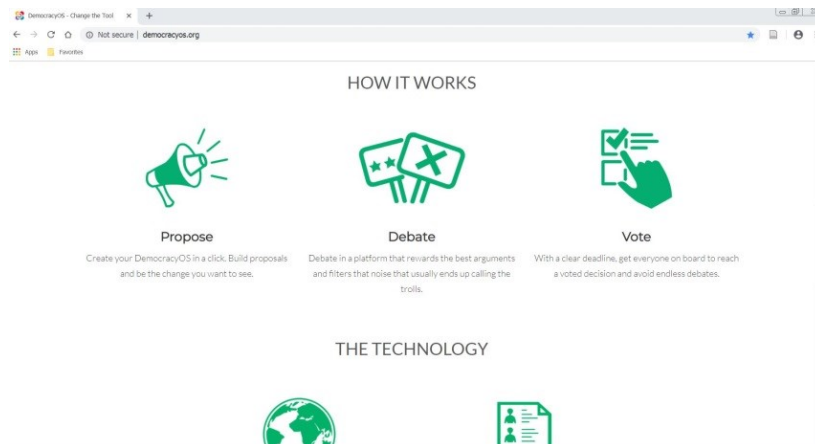 DemocracyOS - Change the Tool
Not secure | democracyos.org
Apps Favorites
HOW IT WORKS
Propose
Create your DemocracyOS in a click. Build proposals
and be the change you want to see.
Debate
Debate in a platform that rewards the best arguments
and filters that noise that usually ends up calling the
trolls.
Vote
With a clear deadline, get everyone on board to reach
a voted decision and avoid endless debates.
THE TECHNOLOGY